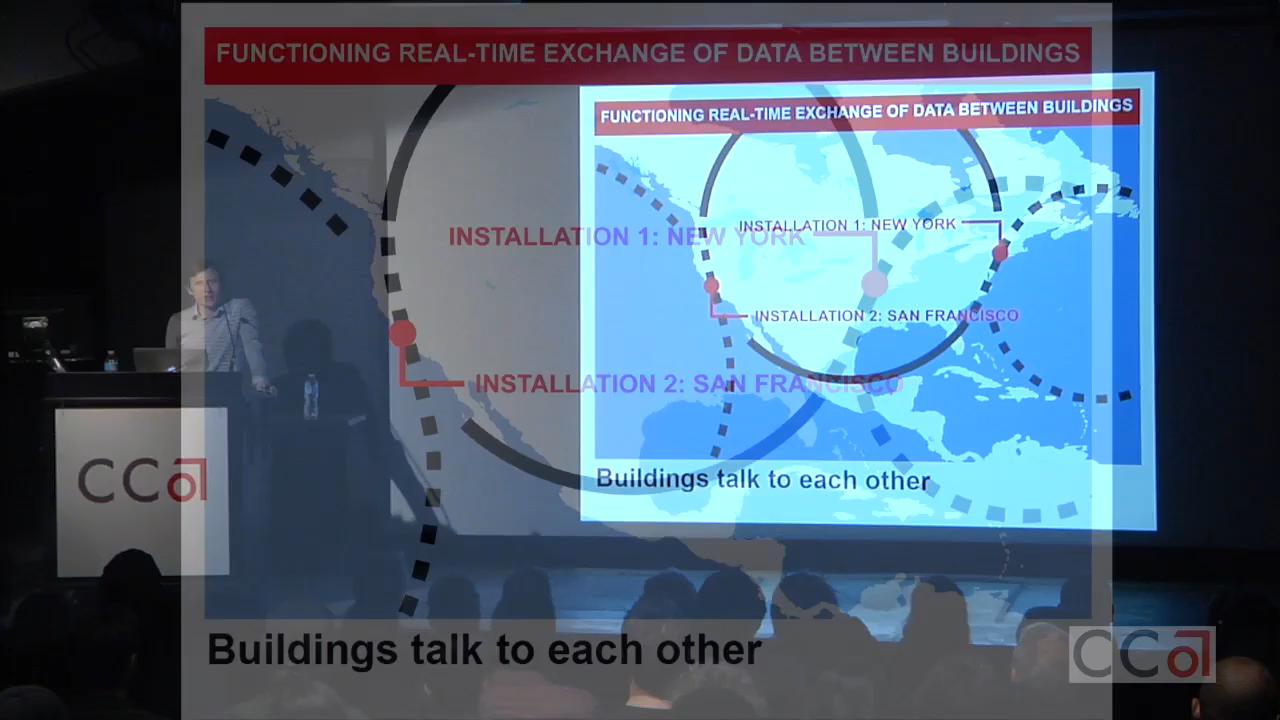 FUNCTIONING REAL-TIME EXCHANGE OF DATA BETWEEN BUILDINGS
INSTALLATION 1: NEW YORK
INSTALLATION 2: SAN FRANCISCO
Buildings talk to each other
FUNCTIONING REAL-TIME EXCHANGE OF DATA BETWEEN BUILDINGS
INSTALLATION 1: NEW YORK
INSTALLATION 2: SAN FRANCISCO
Buildings talk to each other
CCa
CCa